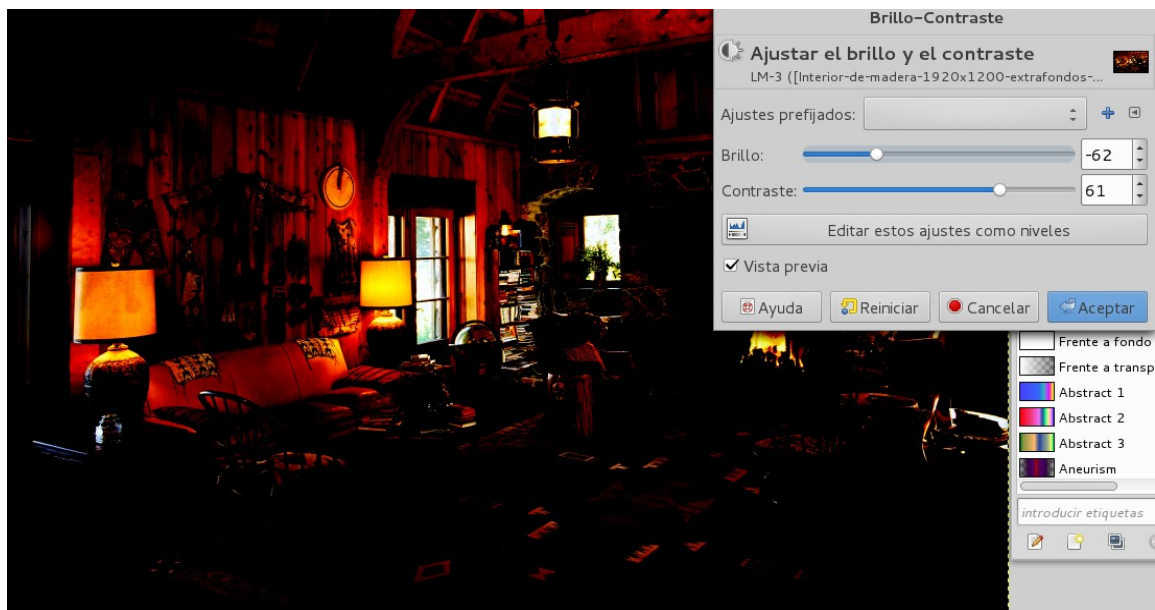 Brillo-Contraste
Ajustar el brillo y el contraste
LM-3 ([Interior-de-madera-1920x1200-extrafondos-...
Ajustes prefijados:
Brillo:
-62
Contraste:
61
Editar estos ajustes como niveles
Vista previa
Ayuda
Reiniciar
Cancelar
Aceptar
Frente a fondo
Frente a transp
Abstract 1
Abstract 2
Abstract 3
Aneurism
introducir etiquetas